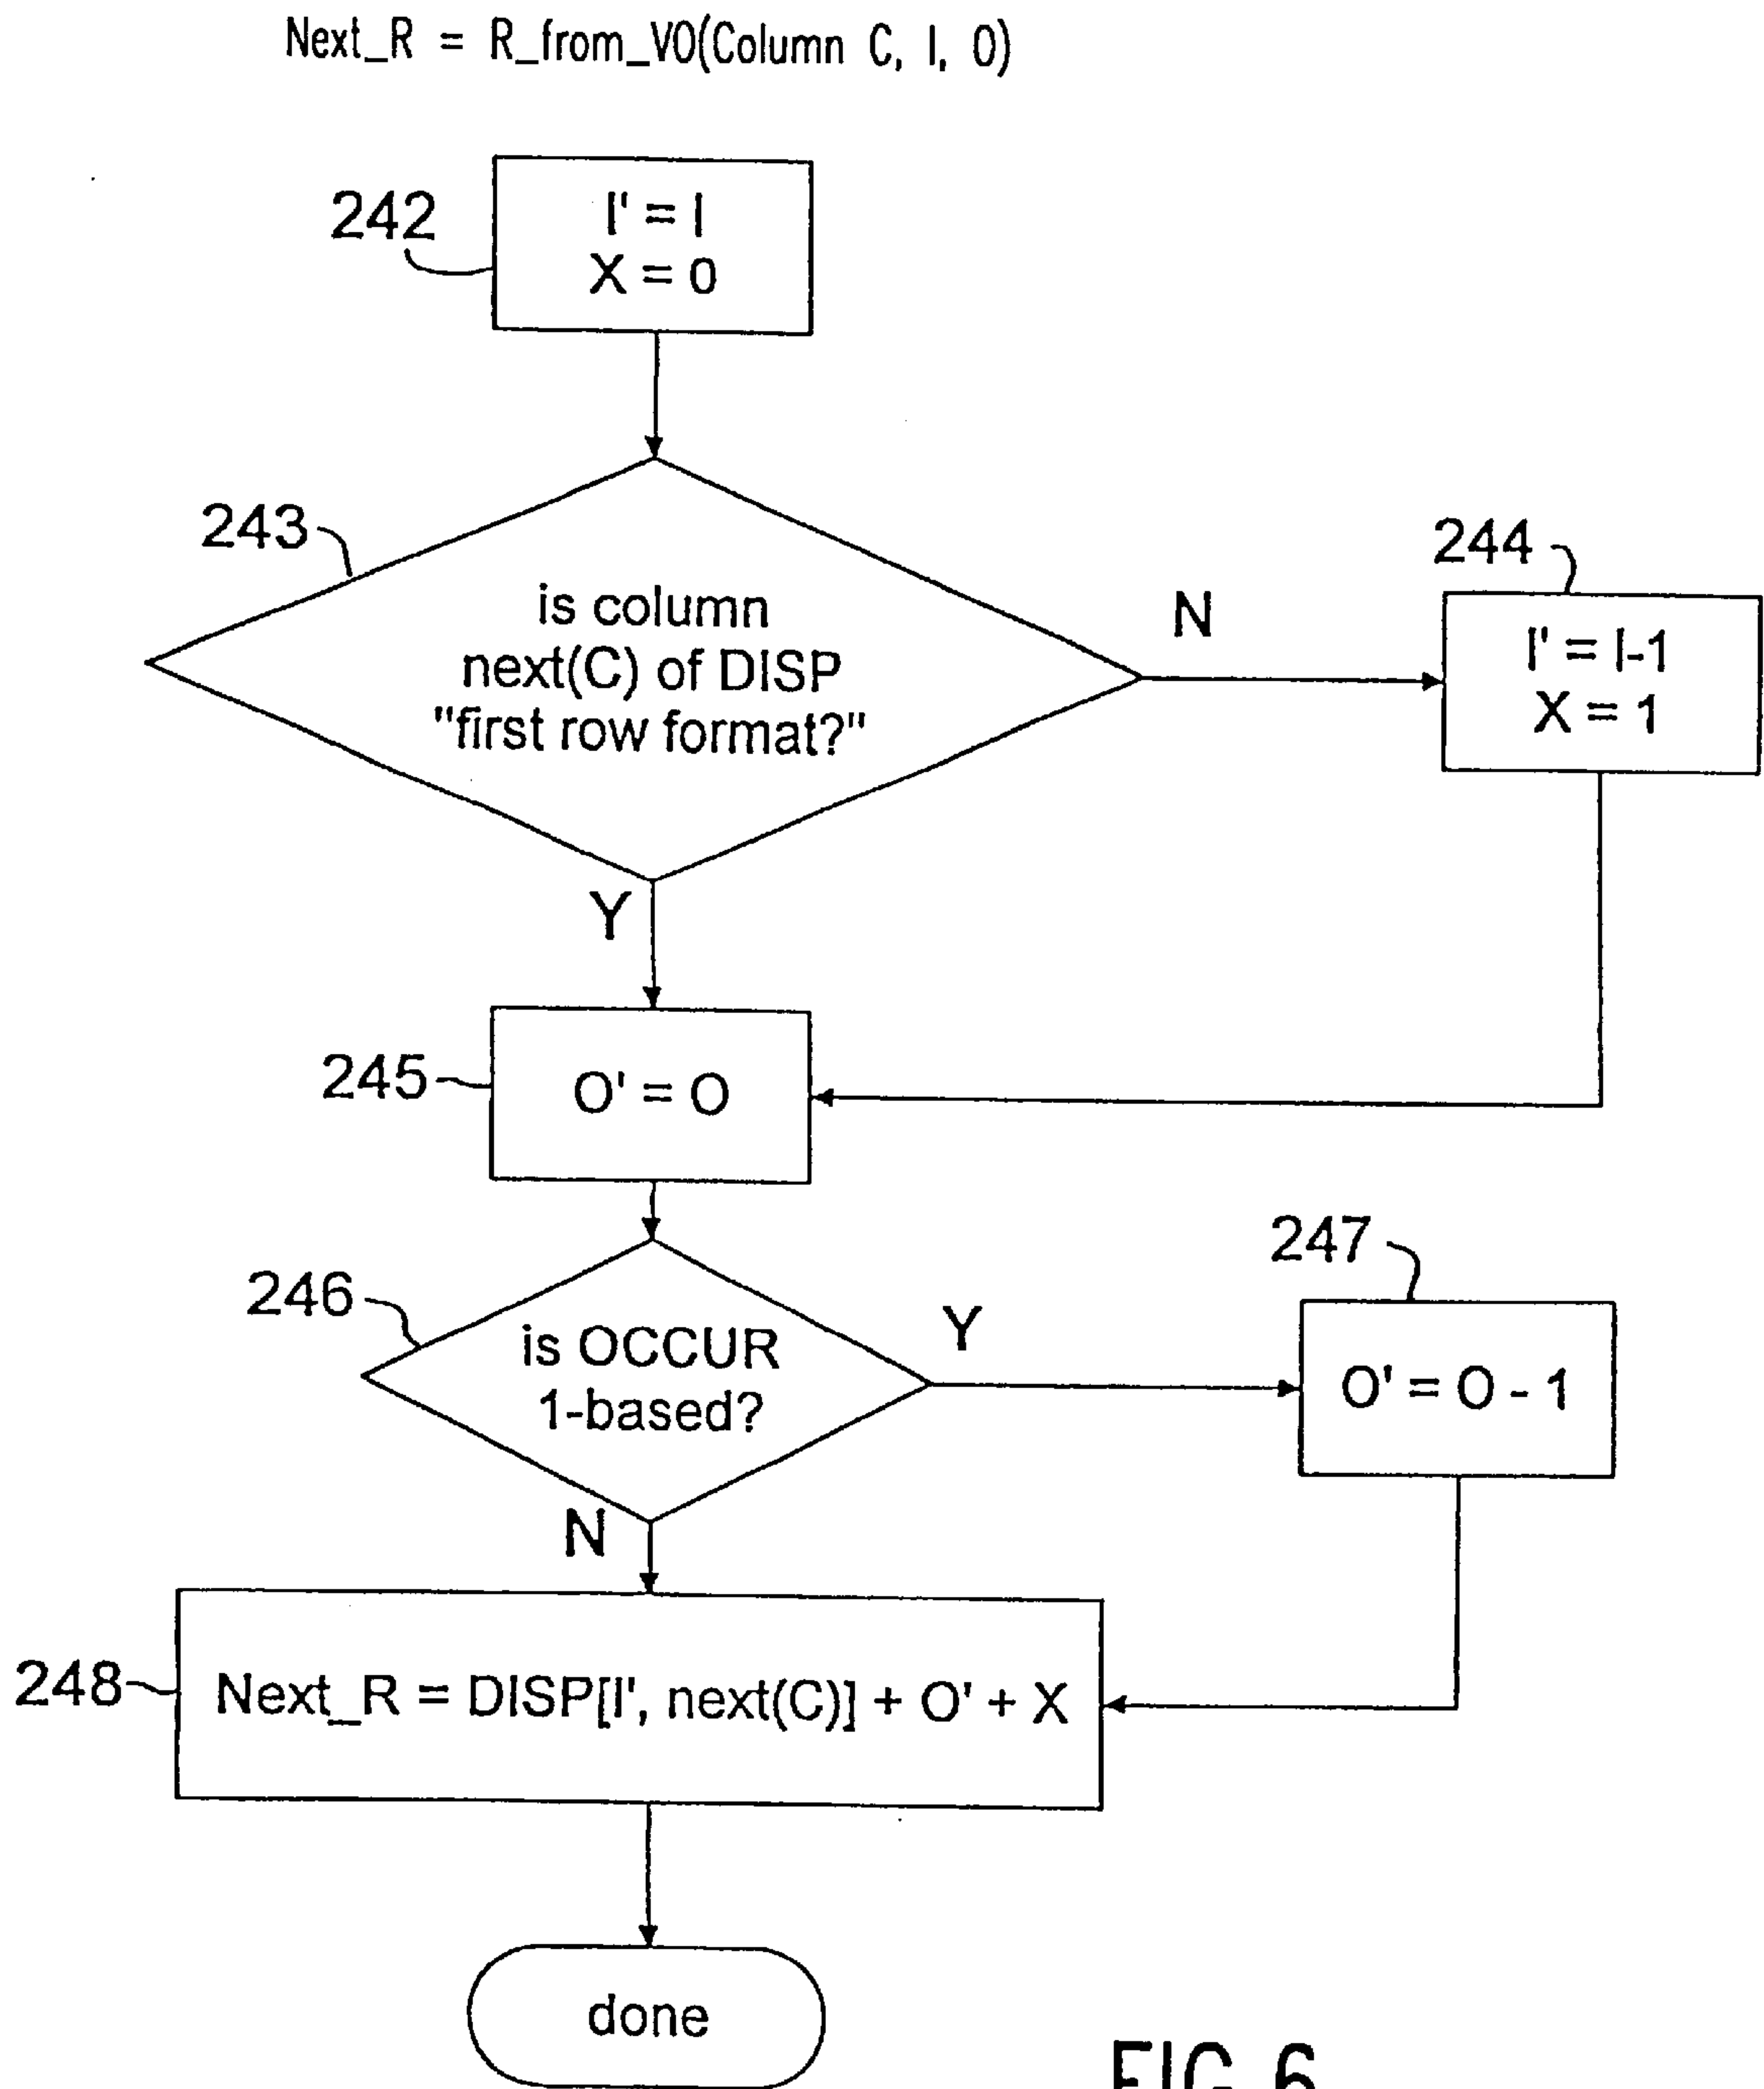 Next_R = R_from_VO(Column C, I, O)
242
I' = I
X = 0
243
is column
next(C) of DISP
"first row format?"
N
244
I' = I-1
X = 1
Y
245
O' = O
246
is OCCUR
1-based?
Y
247
O' = O - 1
N
248
Next_R = DISP[I', next(C)] + O' + X
done
FIG. 6